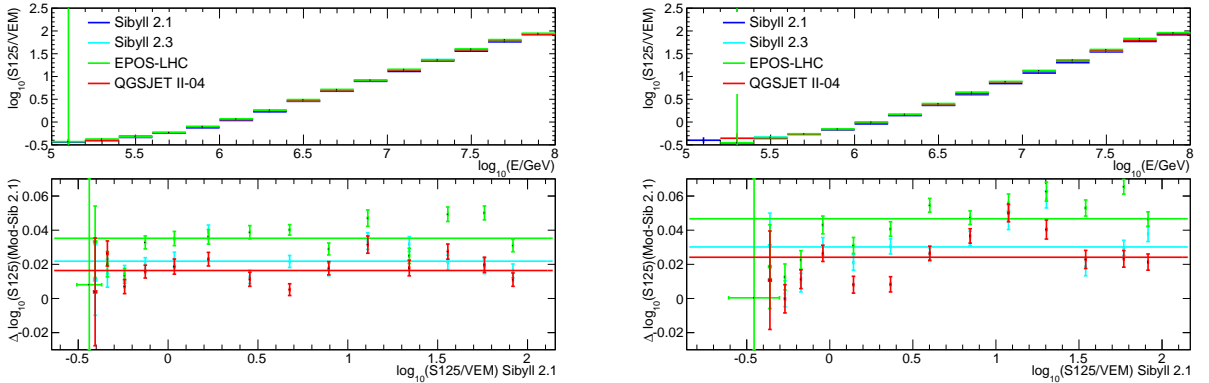 log10(S125/VEM)
2.5
2
1.5
1
0.5
0
-0.5
Sibyll 2.1
Sibyll 2.3
EPOS-LHC
QGSJET II-04
5 5.5 6 6.5 7 7.5 8
log10(E/GeV)
Δ log10(S125)(Mod-Sib 2.1)
0.06
0.04
0.02
0
-0.02
-0.5 0 0.5 1 1.5 2
log10(S125/VEM) Sibyll 2.1
log10(S125/VEM)
2.5
2
1.5
1
0.5
0
-0.5
Sibyll 2.1
Sibyll 2.3
EPOS-LHC
QGSJET II-04
5 5.5 6 6.5 7 7.5 8
log10(E/GeV)
Δ log10(S125)(Mod-Sib 2.1)
0.06
0.04
0.02
0
-0.02
-0.5 0 0.5 1 1.5 2
log10(S125/VEM) Sibyll 2.1